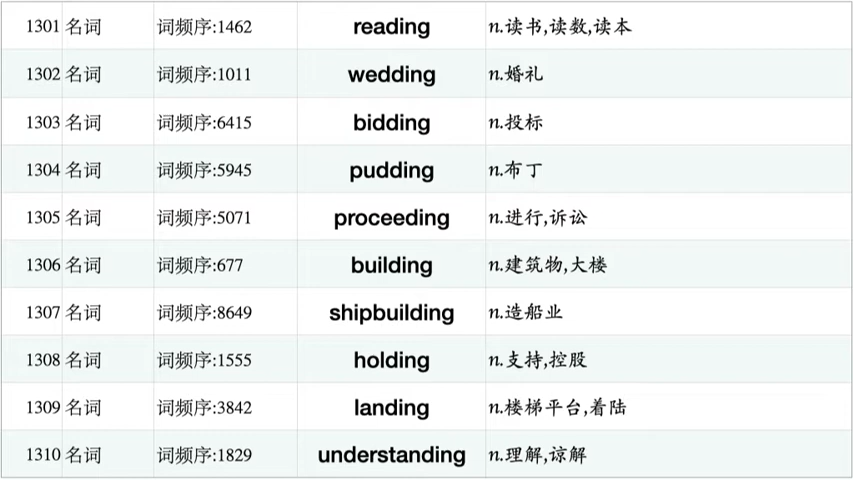 1301 名词 词频序:1462 reading n.读书,读数,读本
1302 名词 词频序:1011 wedding n.婚礼
1303 名词 词频序:6415 bidding n.投标
1304 名词 词频序:5945 pudding n.布丁
1305 名词 词频序:5071 proceeding n.进行,诉讼
1306 名词 词频序:677 building n.建筑物,大楼
1307 名词 词频序:8649 shipbuilding n.造船业
1308 名词 词频序:1555 holding n.支持,控股
1309 名词 词频序:3842 landing n.楼梯平台,着陆
1310 名词 词频序:1829 understanding n.理解,谅解